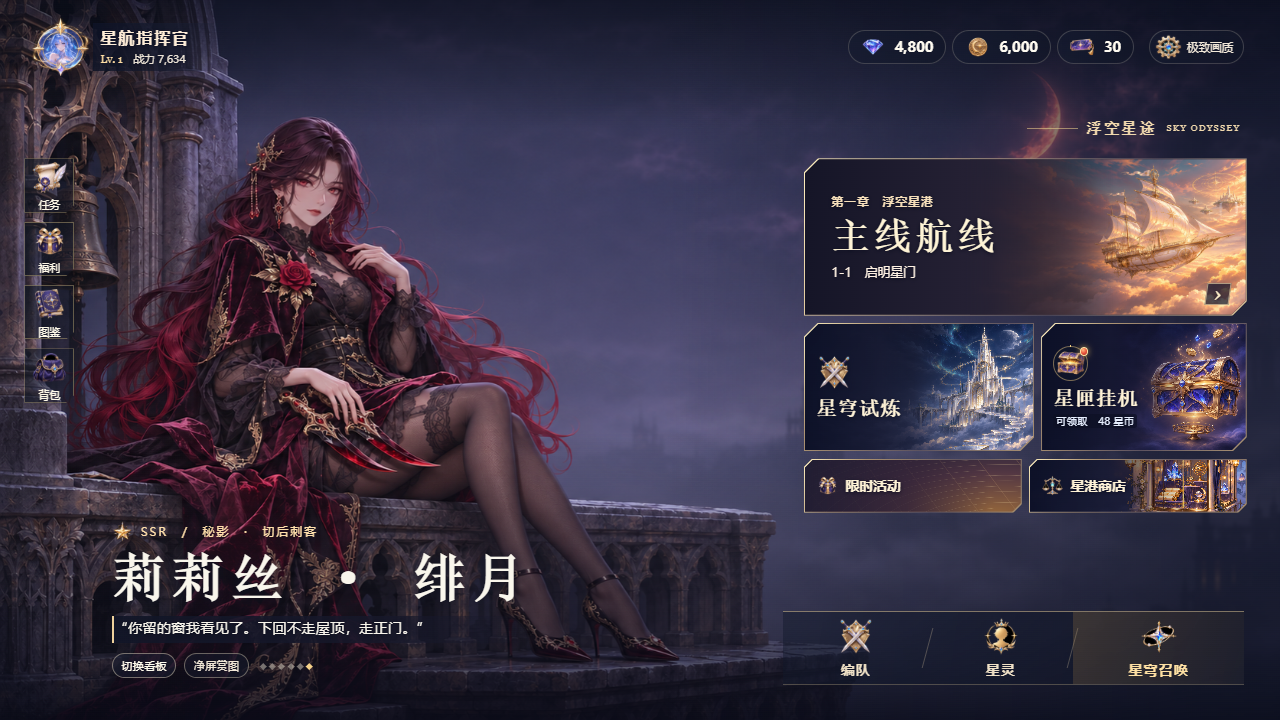 星航指挥官
Lv. 1 战力 7,634
4,800
6,000
30
极致画质
浮空星途 SKY ODYSSEY
任务
福利
图鉴
背包
第一章 浮空星港
主线航线
1-1 启明星门
星穹试炼
星匣挂机
可领取 48 星币
限时活动
星港商店
SSR / 秘影 · 切后刺客
莉莉丝 · 绯月
“你留的窗我看见了。下回不走屋顶，走正门。”
切换看板
净屏赏图
编队
星灵
星穹召唤